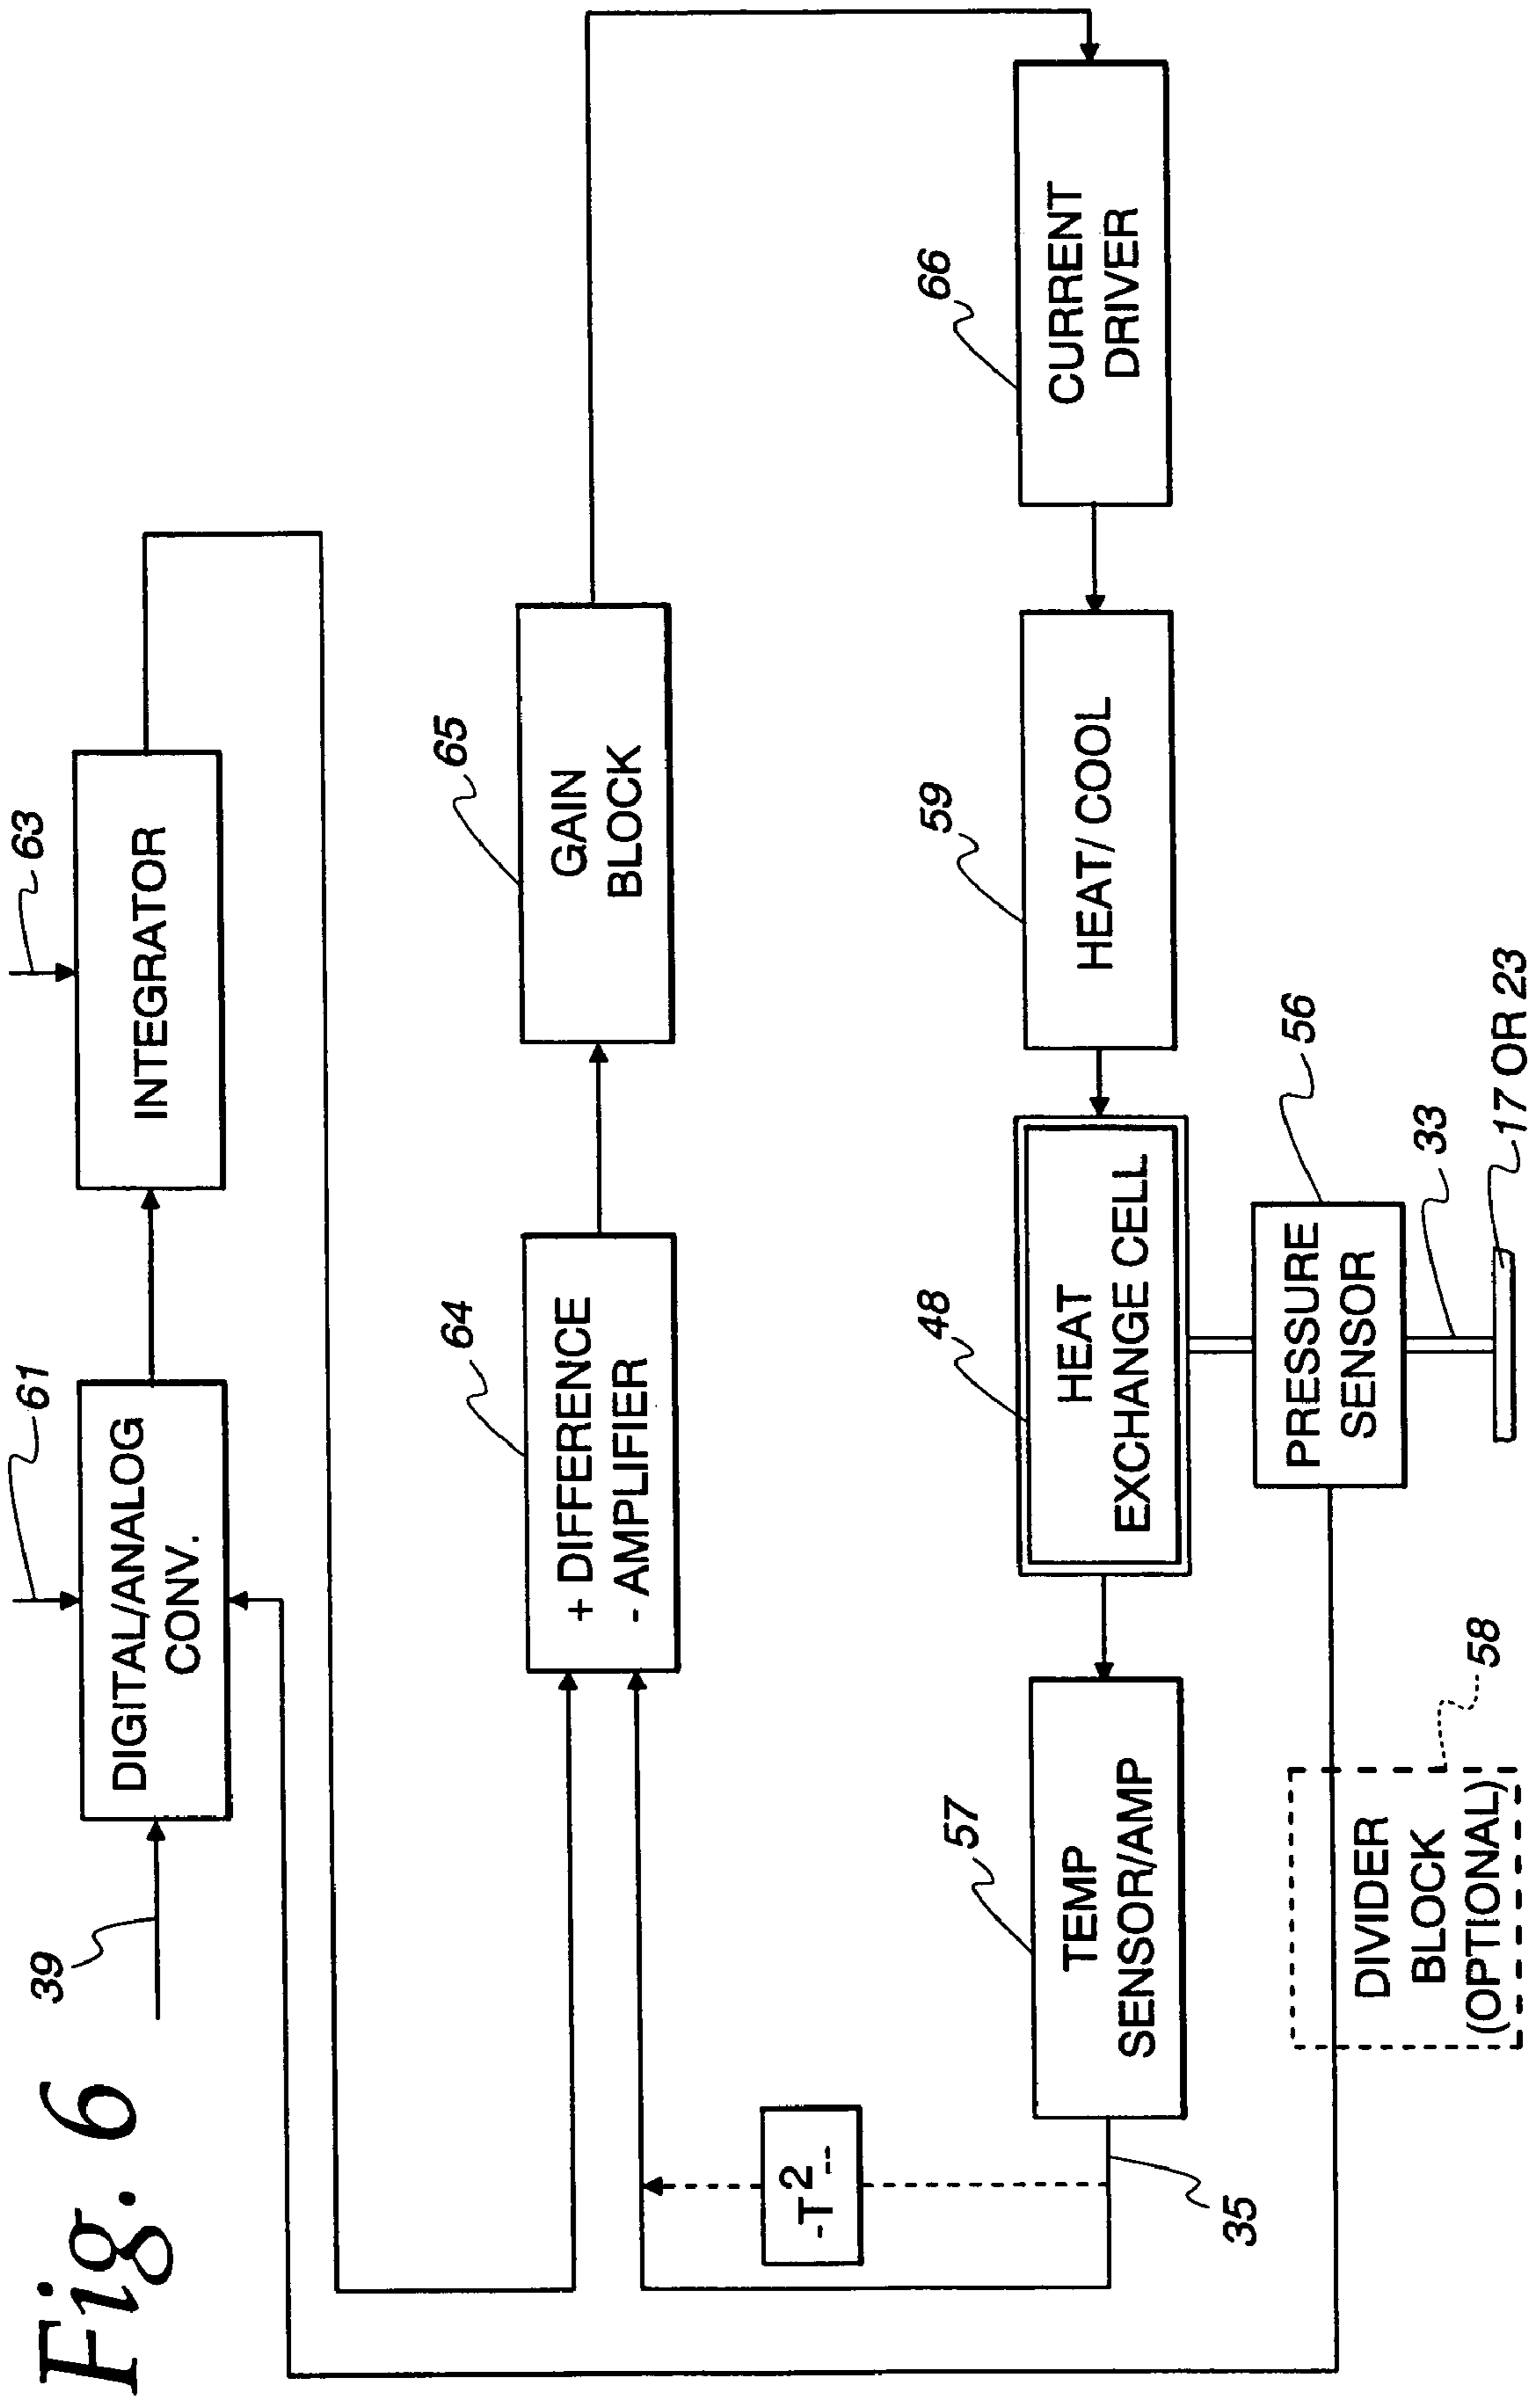 Fig. 6
39
61
63
DIGITAL/ANALOG
CONV.
INTEGRATOR
64
65
+ DIFFERENCE
- AMPLIFIER
GAIN
BLOCK
-T²--
35
57
48
59
66
TEMP
SENSOR/AMP
HEAT
EXCHANGE CELL
HEAT/ COOL
CURRENT
DRIVER
58
56
DIVIDER
BLOCK
(OPTIONAL)
PRESSURE
SENSOR
33
17 OR 23